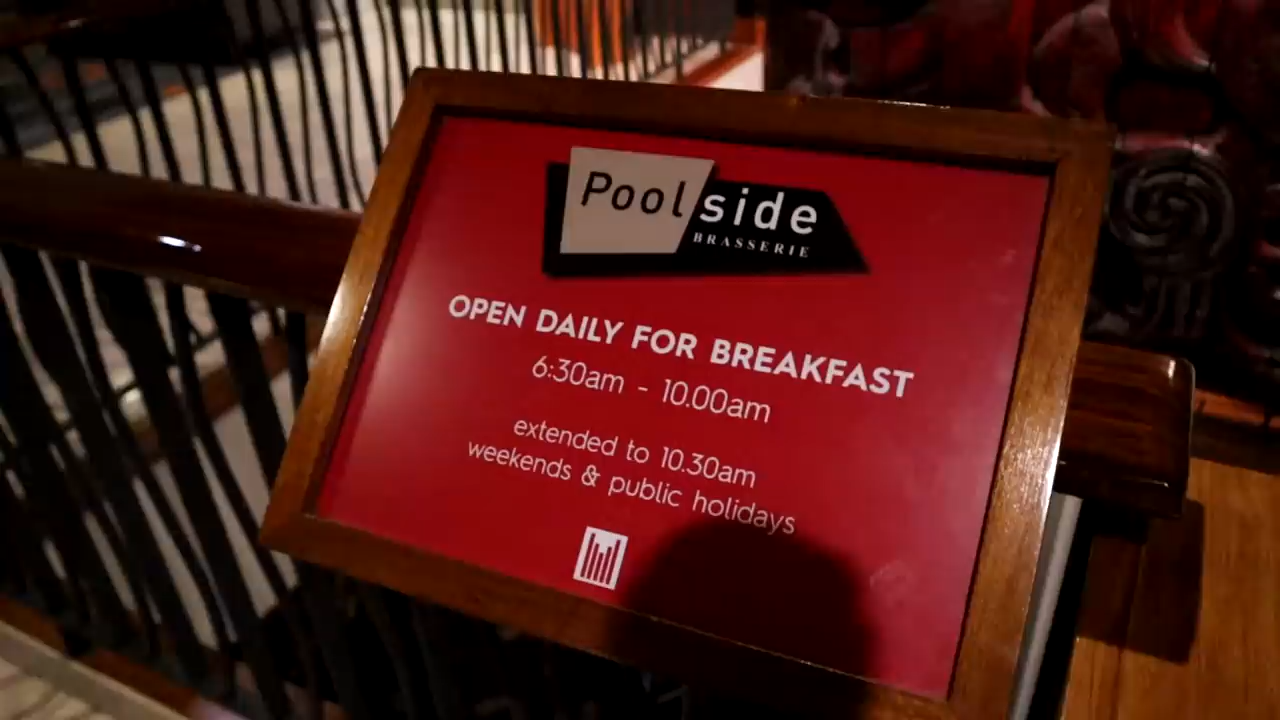 Poolside
BRASSERIE
OPEN DAILY FOR BREAKFAST
6:30am - 10.00am
extended to 10.30am
weekends & public holidays